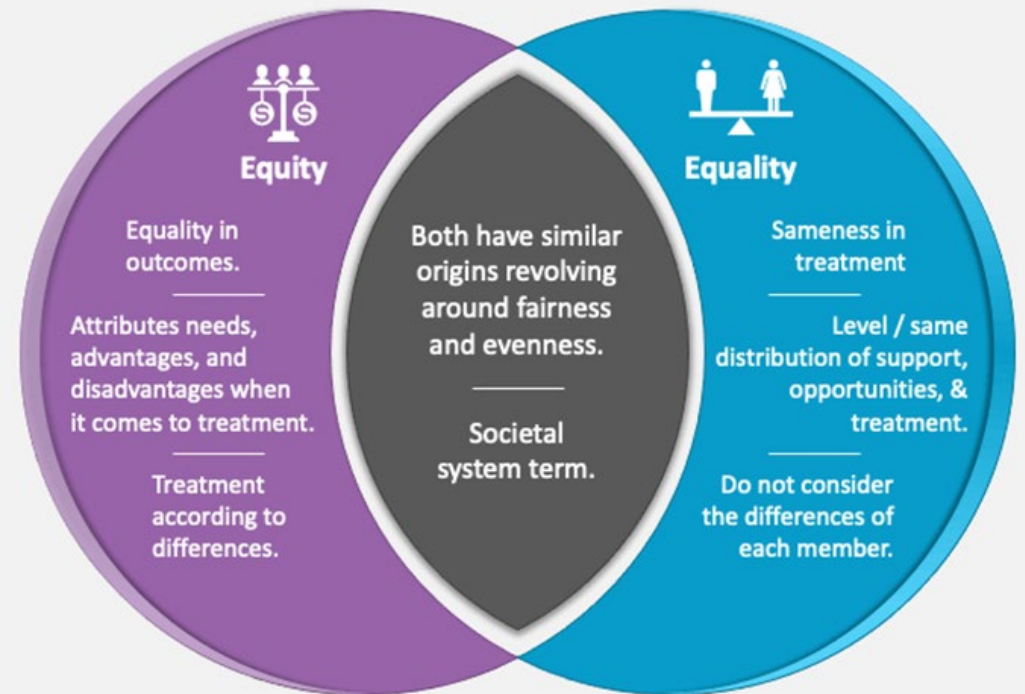 Equity
Equality in
outcomes.
Attributes needs,
advantages, and
disadvantages when
it comes to treatment.
Treatment
according to
differences.
Both have similar
origins revolving
around fairness
and evenness.
Societal
system term.
Equality
Sameness in
treatment
Level / same
distribution of support,
opportunities, &
treatment.
Do not consider
the differences of
each member.